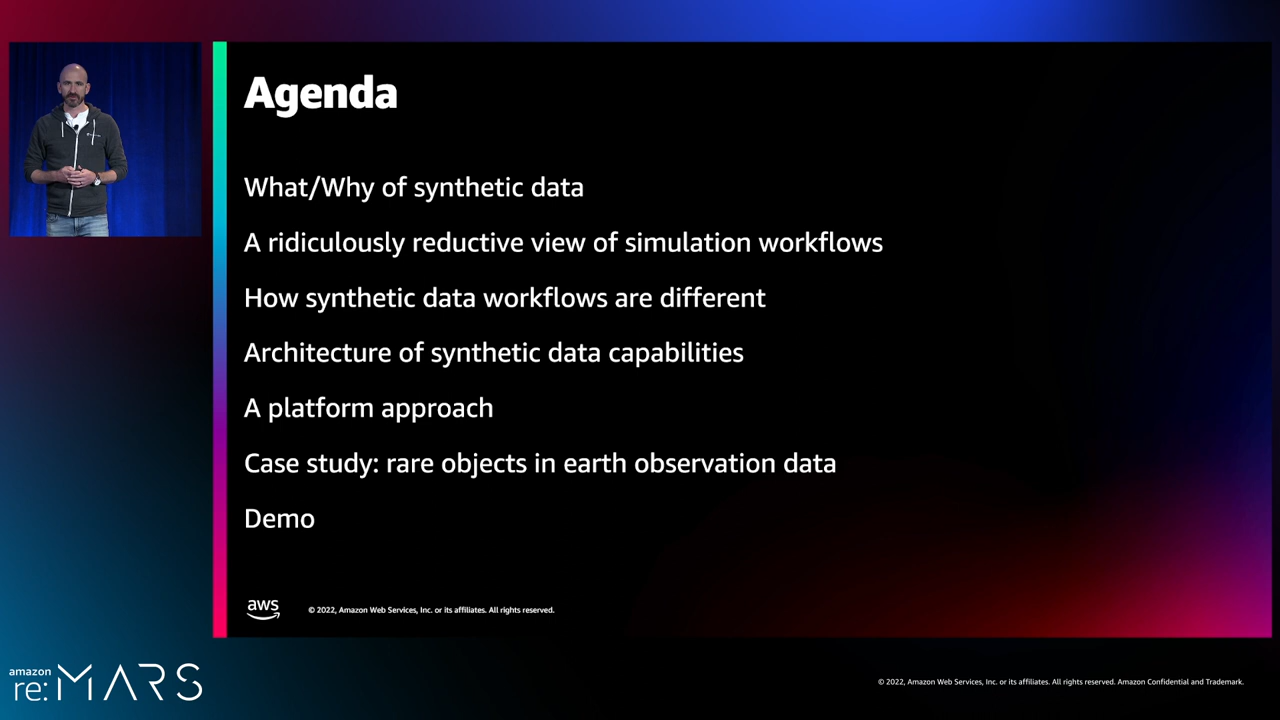 Agenda
What/Why of synthetic data
A ridiculously reductive view of simulation workflows
How synthetic data workflows are different
Architecture of synthetic data capabilities
A platform approach
Case study: rare objects in earth observation data
Demo
aws
© 2022, Amazon Web Services, Inc. or its affiliates. All rights reserved.
amazon
re:MARS
© 2022, Amazon Web Services, Inc. or its affiliates. All rights reserved. Amazon Confidential and Trademark.